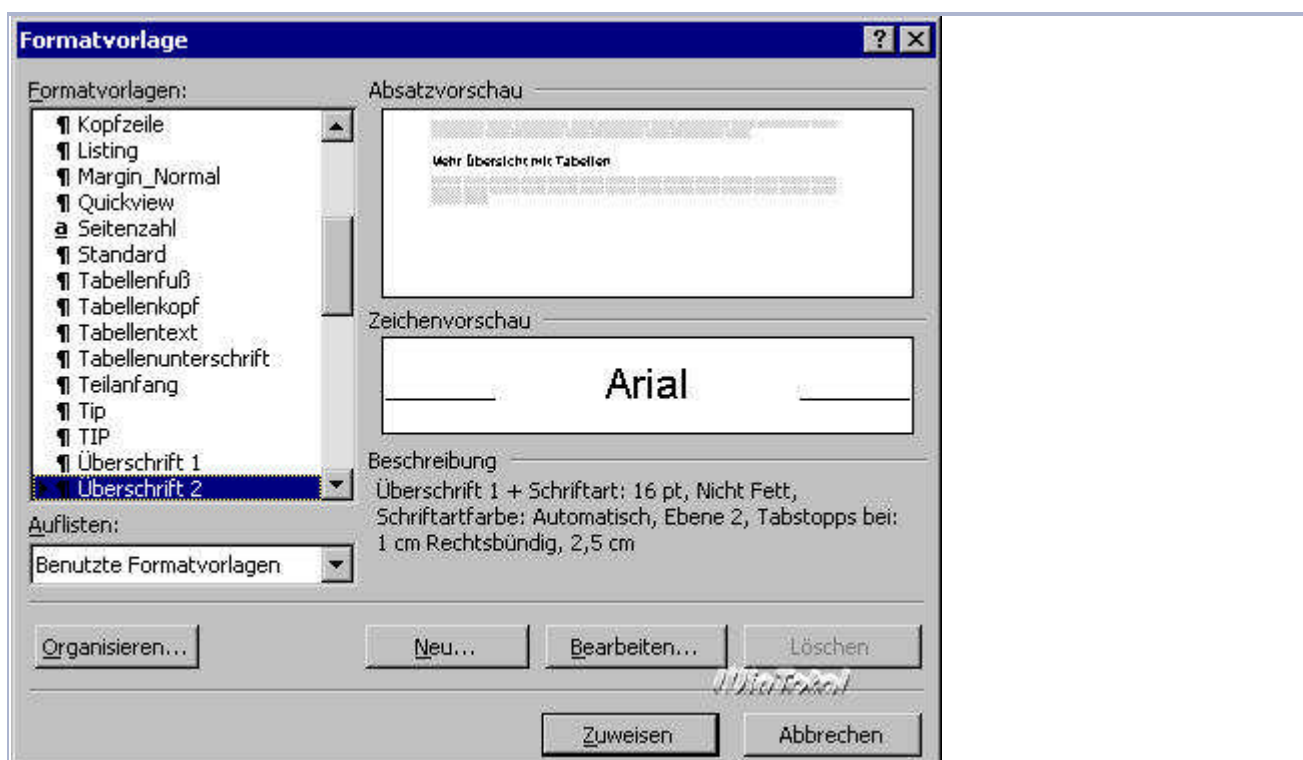 Formatvorlage
Formatvorlagen:
¶ Kopfzeile
¶ Listing
¶ Margin_Normal
¶ Quickview
a Seitenzahl
¶ Standard
¶ Tabellenfuß
¶ Tabellenkopf
¶ Tabellentext
¶ Tabellenunterschrift
¶ Teilanfang
¶ Tip
¶ TIP
¶ Überschrift 1
¶ Überschrift 2
Auflisten:
Benutzte Formatvorlagen
Absatzvorschau
Mehr Übersicht mit Tabellen
Zeichenvorschau
Arial
Beschreibung
Überschrift 1 + Schriftart: 16 pt, Nicht Fett,
Schriftartfarbe: Automatisch, Ebene 2, Tabstopps bei:
1 cm Rechtsbündig, 2,5 cm
Organisieren...
Neu...
Bearbeiten...
Löschen
WinTotal
Zuweisen
Abbrechen